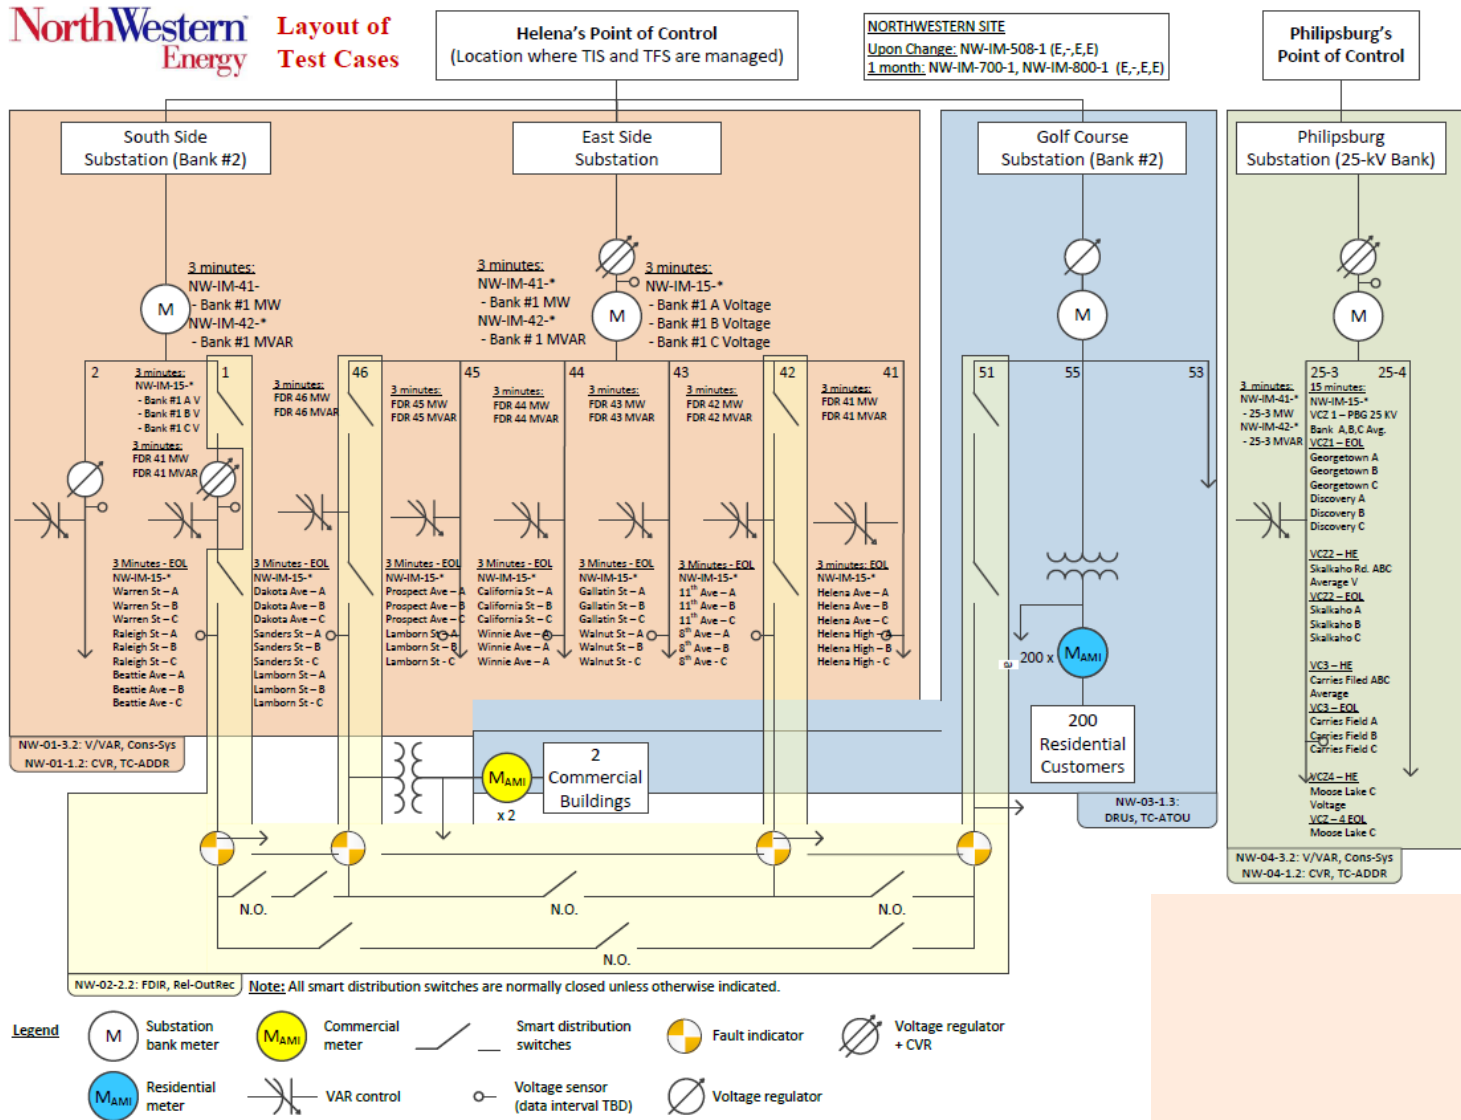 NorthWestern
Energy
Layout of
Test Cases
Helena's Point of Control
(Location where TIS and TFS are managed)
NORTHWESTERN SITE
Upon Change: NW-IM-508-1 (E,-,E,E)
1 month: NW-IM-700-1, NW-IM-800-1 (E,-,E,E)
Philipsburg's
Point of Control
South Side
Substation (Bank #2)
East Side
Substation
Golf Course
Substation (Bank #2)
Philipsburg
Substation (25-kV Bank)
3 minutes:
NW-IM-41-
- Bank #1 MW
NW-IM-42-*
- Bank #1 MVAR
M
3 minutes:
NW-IM-41-*
- Bank #1 MW
NW-IM-42-*
- Bank # 1 MVAR
M
3 minutes:
NW-IM-15-*
- Bank #1 A Voltage
- Bank #1 B Voltage
- Bank #1 C Voltage
M
M
2
3 minutes:
NW-IM-15-*
- Bank #1 A V
- Bank #1 B V
- Bank #1 C V
3 minutes:
FDR 41 MW
FDR 41 MVAR
1
3 minutes:
FDR 46 MW
FDR 46 MVAR
46
3 minutes:
FDR 45 MW
FDR 45 MVAR
45
3 minutes:
FDR 44 MW
FDR 44 MVAR
44
3 minutes:
FDR 43 MW
FDR 43 MVAR
43
3 minutes:
FDR 42 MW
FDR 42 MVAR
42
3 minutes:
FDR 41 MW
FDR 41 MVAR
41
51
55
53
3 minutes:
NW-IM-41-*
- 25-3 MW
NW-IM-42-*
- 25-3 MVAR
25-3
25-4
15 minutes:
NW-IM-15-*
VCZ 1 – PBG 25 KV
Bank A,B,C Avg.
VCZ1 – EOL
Georgetown A
Georgetown B
Georgetown C
Discovery A
Discovery B
Discovery C
VCZ2 – HE
Skalkaho Rd. ABC
Average V
VCZ2 – EOL
Skalkaho A
Skalkaho B
Skalkaho C
VC3 – HE
Carries Filed ABC
Average
VC3 – EOL
Carries Field A
Carries Field B
Carries Field C
VCZ4 – HE
Moose Lake C
Voltage
VCZ – 4 EOL
Moose Lake C
3 Minutes - EOL
NW-IM-15-*
Warren St – A
Warren St – B
Warren St – C
Raleigh St – A
Raleigh St – B
Raleigh St – C
Beattie Ave – A
Beattie Ave – B
Beattie Ave - C
3 Minutes - EOL
NW-IM-15-*
Dakota Ave – A
Dakota Ave – B
Dakota Ave – C
Sanders St – A
Sanders St – B
Sanders St - C
Lamborn St – A
Lamborn St – B
Lamborn St - C
3 Minutes - EOL
NW-IM-15-*
Prospect Ave – A
Prospect Ave – B
Prospect Ave – C
Lamborn St – A
Lamborn St – B
Lamborn St - C
3 Minutes - EOL
NW-IM-15-*
California St – A
California St – B
California St – C
Winnie Ave – A
Winnie Ave – A
Winnie Ave – A
3 Minutes - EOL
NW-IM-15-*
Gallatin St – A
Gallatin St – B
Gallatin St – C
Walnut St – A
Walnut St – B
Walnut St - C
3 Minutes - EOL
NW-IM-15-*
11th Ave – A
11th Ave – B
11th Ave – C
8th Ave – A
8th Ave – B
8th Ave - C
3 minutes: EOL
NW-IM-15-*
Helena Ave – A
Helena Ave – B
Helena Ave – C
Helena High - A
Helena High – B
Helena High - C
200 x
MAMI
200
Residential
Customers
NW-01-3.2: V/VAR, Cons-Sys
NW-01-1.2: CVR, TC-ADDR
MAMI
x 2
2
Commercial
Buildings
NW-03-1.3:
DRUs, TC-ATOU
NW-04-3.2: V/VAR, Cons-Sys
NW-04-1.2: CVR, TC-ADDR
N.O.
N.O.
N.O.
N.O.
NW-02-2.2: FDIR, Rel-OutRec
Note: All smart distribution switches are normally closed unless otherwise indicated.
Legend
M
Substation
bank meter
MAMI
Commercial
meter
Smart distribution
switches
Fault indicator
Voltage regulator
+ CVR
MAMI
Residential
meter
VAR control
Voltage sensor
(data interval TBD)
Voltage regulator